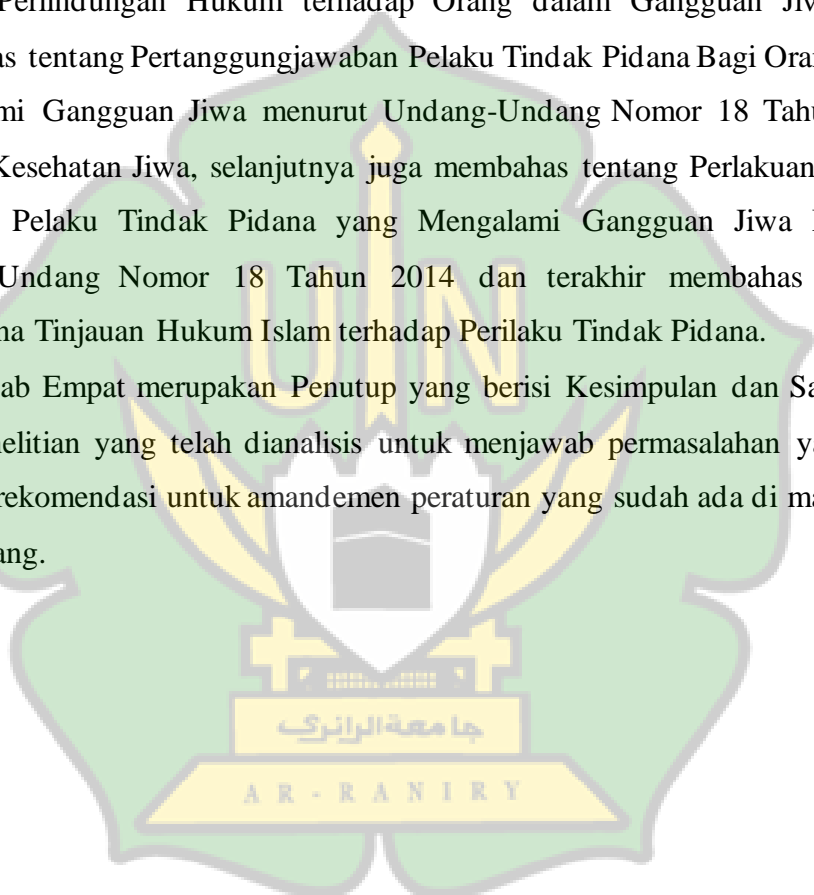 Perlindungan Hukum terhadap Orang dalam Gangguan Jiw
as tentang Pertanggungjawaban Pelaku Tindak Pidana Bagi Orar
mi Gangguan Jiwa menurut Undang-Undang Nomor 18 Tahu
Kesehatan Jiwa, selanjutnya juga membahas tentang Perlakuan
Pelaku Tindak Pidana yang Mengalami Gangguan Jiwa
Undang Nomor 18 Tahun 2014 dan terakhir membahas
na Tinjauan Hukum Islam terhadap Perilaku Tindak Pidana.
ab Empat merupakan Penutup yang berisi Kesimpulan dan Sa
nelitian yang telah dianalisis untuk menjawab permasalahan ya
rekomendasi untuk amandemen peraturan yang sudah ada di ma
ang.
UIN
جامعة الرانري
AR-RANIRY